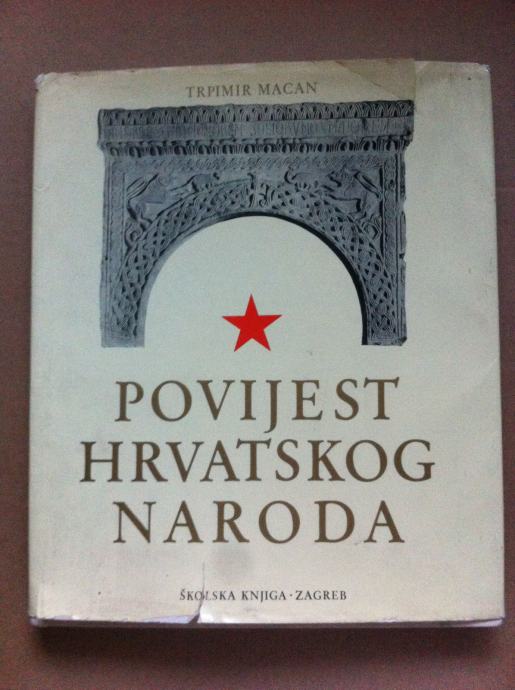 TRPIMIR MACAN
POVIJEST
HRVATSKOG
NARODA
ŠKOLSKA KNJIGA · ZAGREB